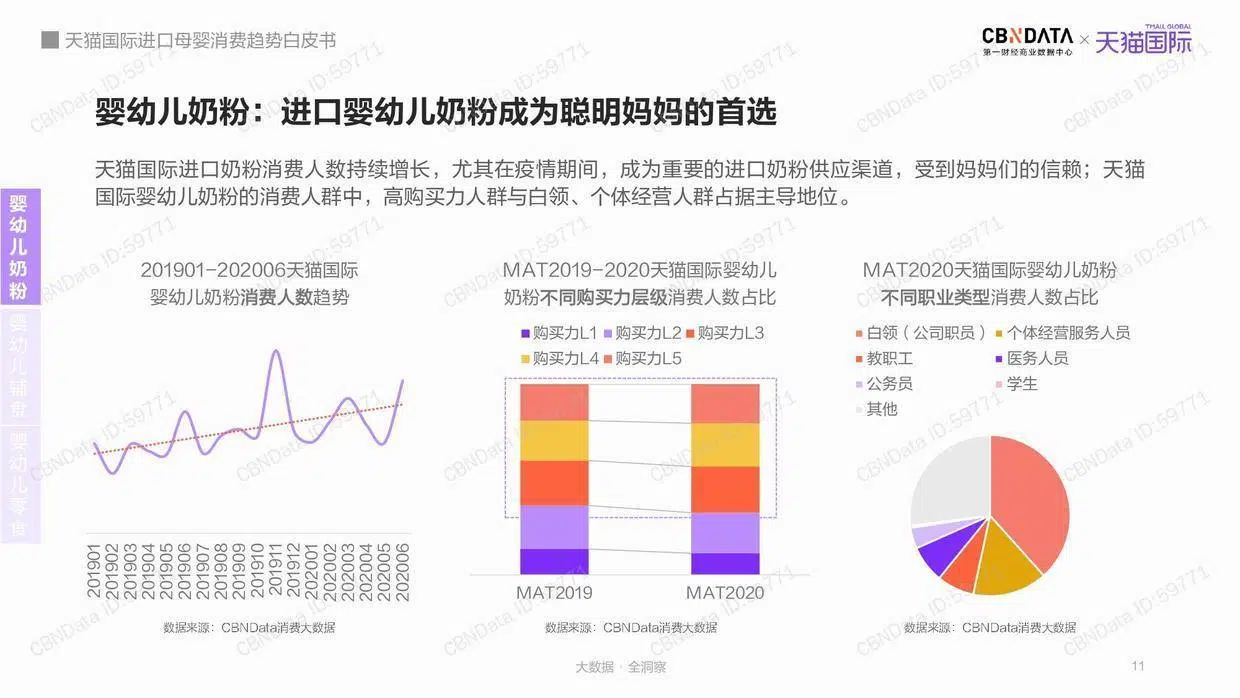 天猫国际进口母婴消费趋势白皮书
CBNDATA
第一财经商业数据中心
×
TMALL GLOBAL
天猫国际
婴幼儿奶粉：进口婴幼儿奶粉成为聪明妈妈的首选
天猫国际进口奶粉消费人数持续增长，尤其在疫情期间，成为重要的进口奶粉供应渠道，受到妈妈们的信赖；天猫
国际婴幼儿奶粉的消费人群中，高购买力人群与白领、个体经营人群占据主导地位。
婴幼儿奶粉
婴幼儿辅食
婴幼儿零食
201901-202006天猫国际
婴幼儿奶粉消费人数趋势
201901
201902
201903
201904
201905
201906
201907
201908
201909
201910
201911
201912
202001
202002
202003
202004
202005
202006
数据来源：CBNData消费大数据
MAT2019-2020天猫国际婴幼儿
奶粉不同购买力层级消费人数占比
购买力L1 购买力L2 购买力L3
购买力L4 购买力L5
MAT2019 MAT2020
数据来源：CBNData消费大数据
MAT2020天猫国际婴幼儿奶粉
不同职业类型消费人数占比
白领（公司职员） 个体经营服务人员
教职工 医务人员
公务员 学生
其他
数据来源：CBNData消费大数据
大数据 · 全洞察
11
CBNData ID:59771